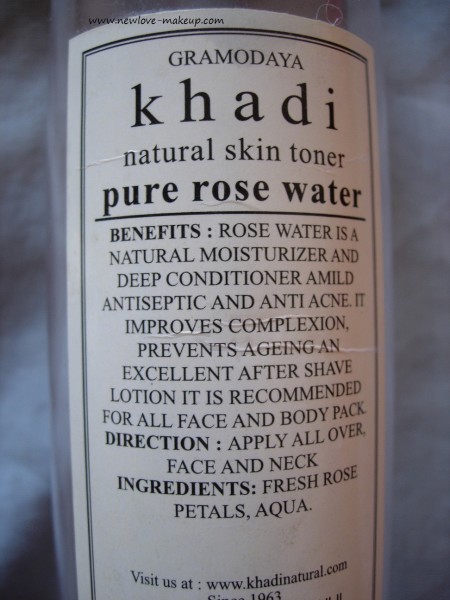 www.newlove-makeup.com
GRAMODAYA
khadi
natural skin toner
pure rose water
BENEFITS : ROSE WATER IS A
NATURAL MOISTURIZER AND
DEEP CONDITIONER AMILD
ANTISEPTIC AND ANTI ACNE. IT
IMPROVES COMPLEXION,
PREVENTS AGEING AN
EXCELLENT AFTER SHAVE
LOTION IT IS RECOMMENDED
FOR ALL FACE AND BODY PACK.
DIRECTION : APPLY ALL OVER,
FACE AND NECK
INGREDIENTS: FRESH ROSE
PETALS, AQUA.
Visit us at : www.khadinatural.com
Since 1963